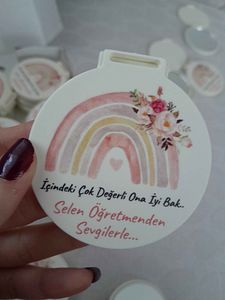 İçindeki Çok Değerli Ona İyi Bak..
Selen Öğretmenden
Sevgilerle...